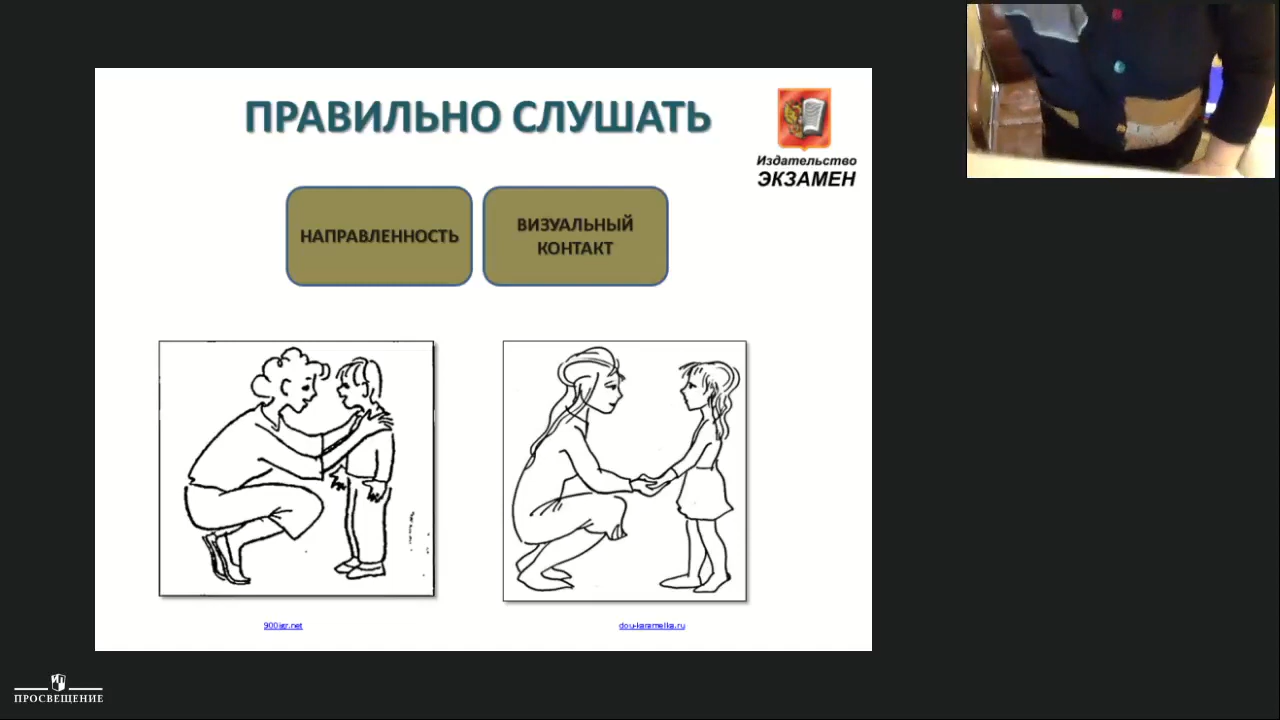 ПРАВИЛЬНО СЛУШАТЬ
Издательство
ЭКЗАМЕН
НАПРАВЛЕННОСТЬ
ВИЗУАЛЬНЫЙ
КОНТАКТ
900igr.net
dou-karamelka.ru
ПРОСВЕЩЕНИЕ